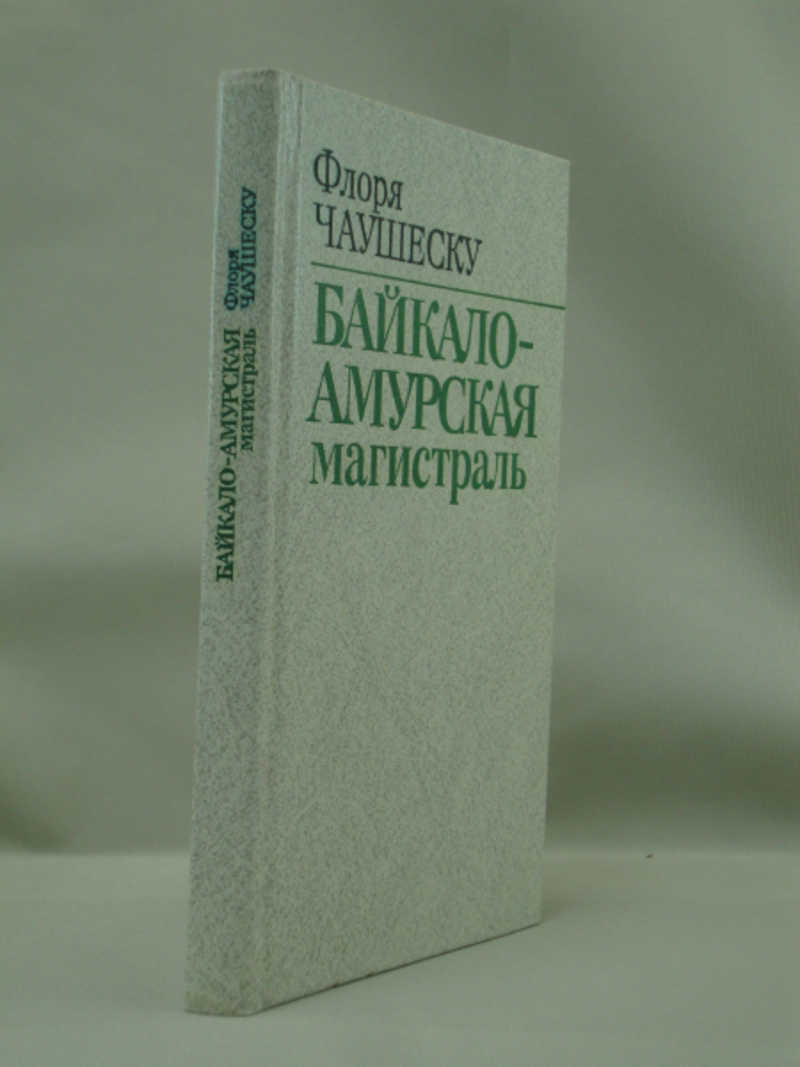 Флоря
ЧАУШЕСКУ
БАЙКАЛО-
АМУРСКАЯ
магистраль
Флоря
ЧАУШЕСКУ
БАЙКАЛО-АМУРСКАЯ
магистраль